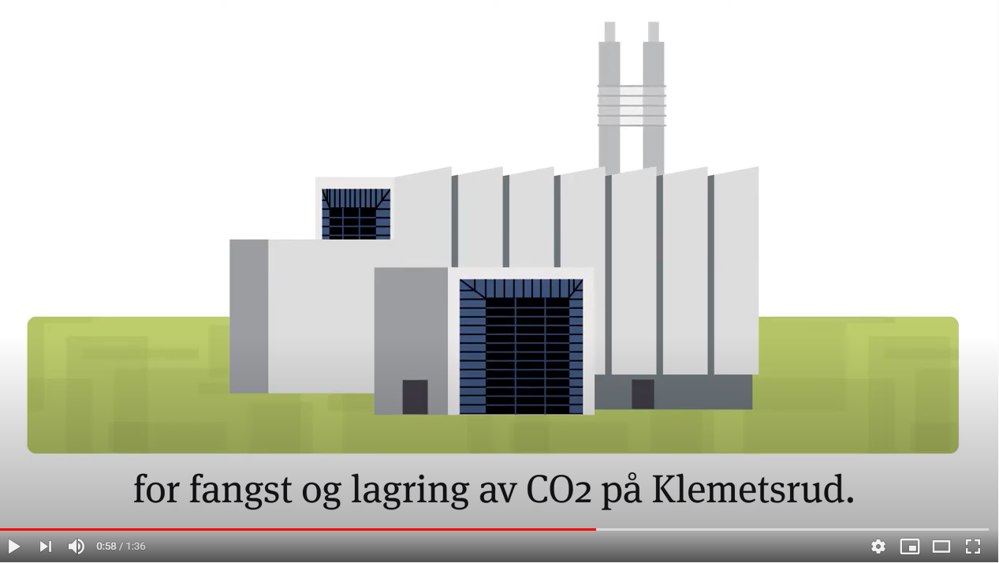 for fangst og lagring av CO2 på Klemetsrud.
0:58 / 1:36